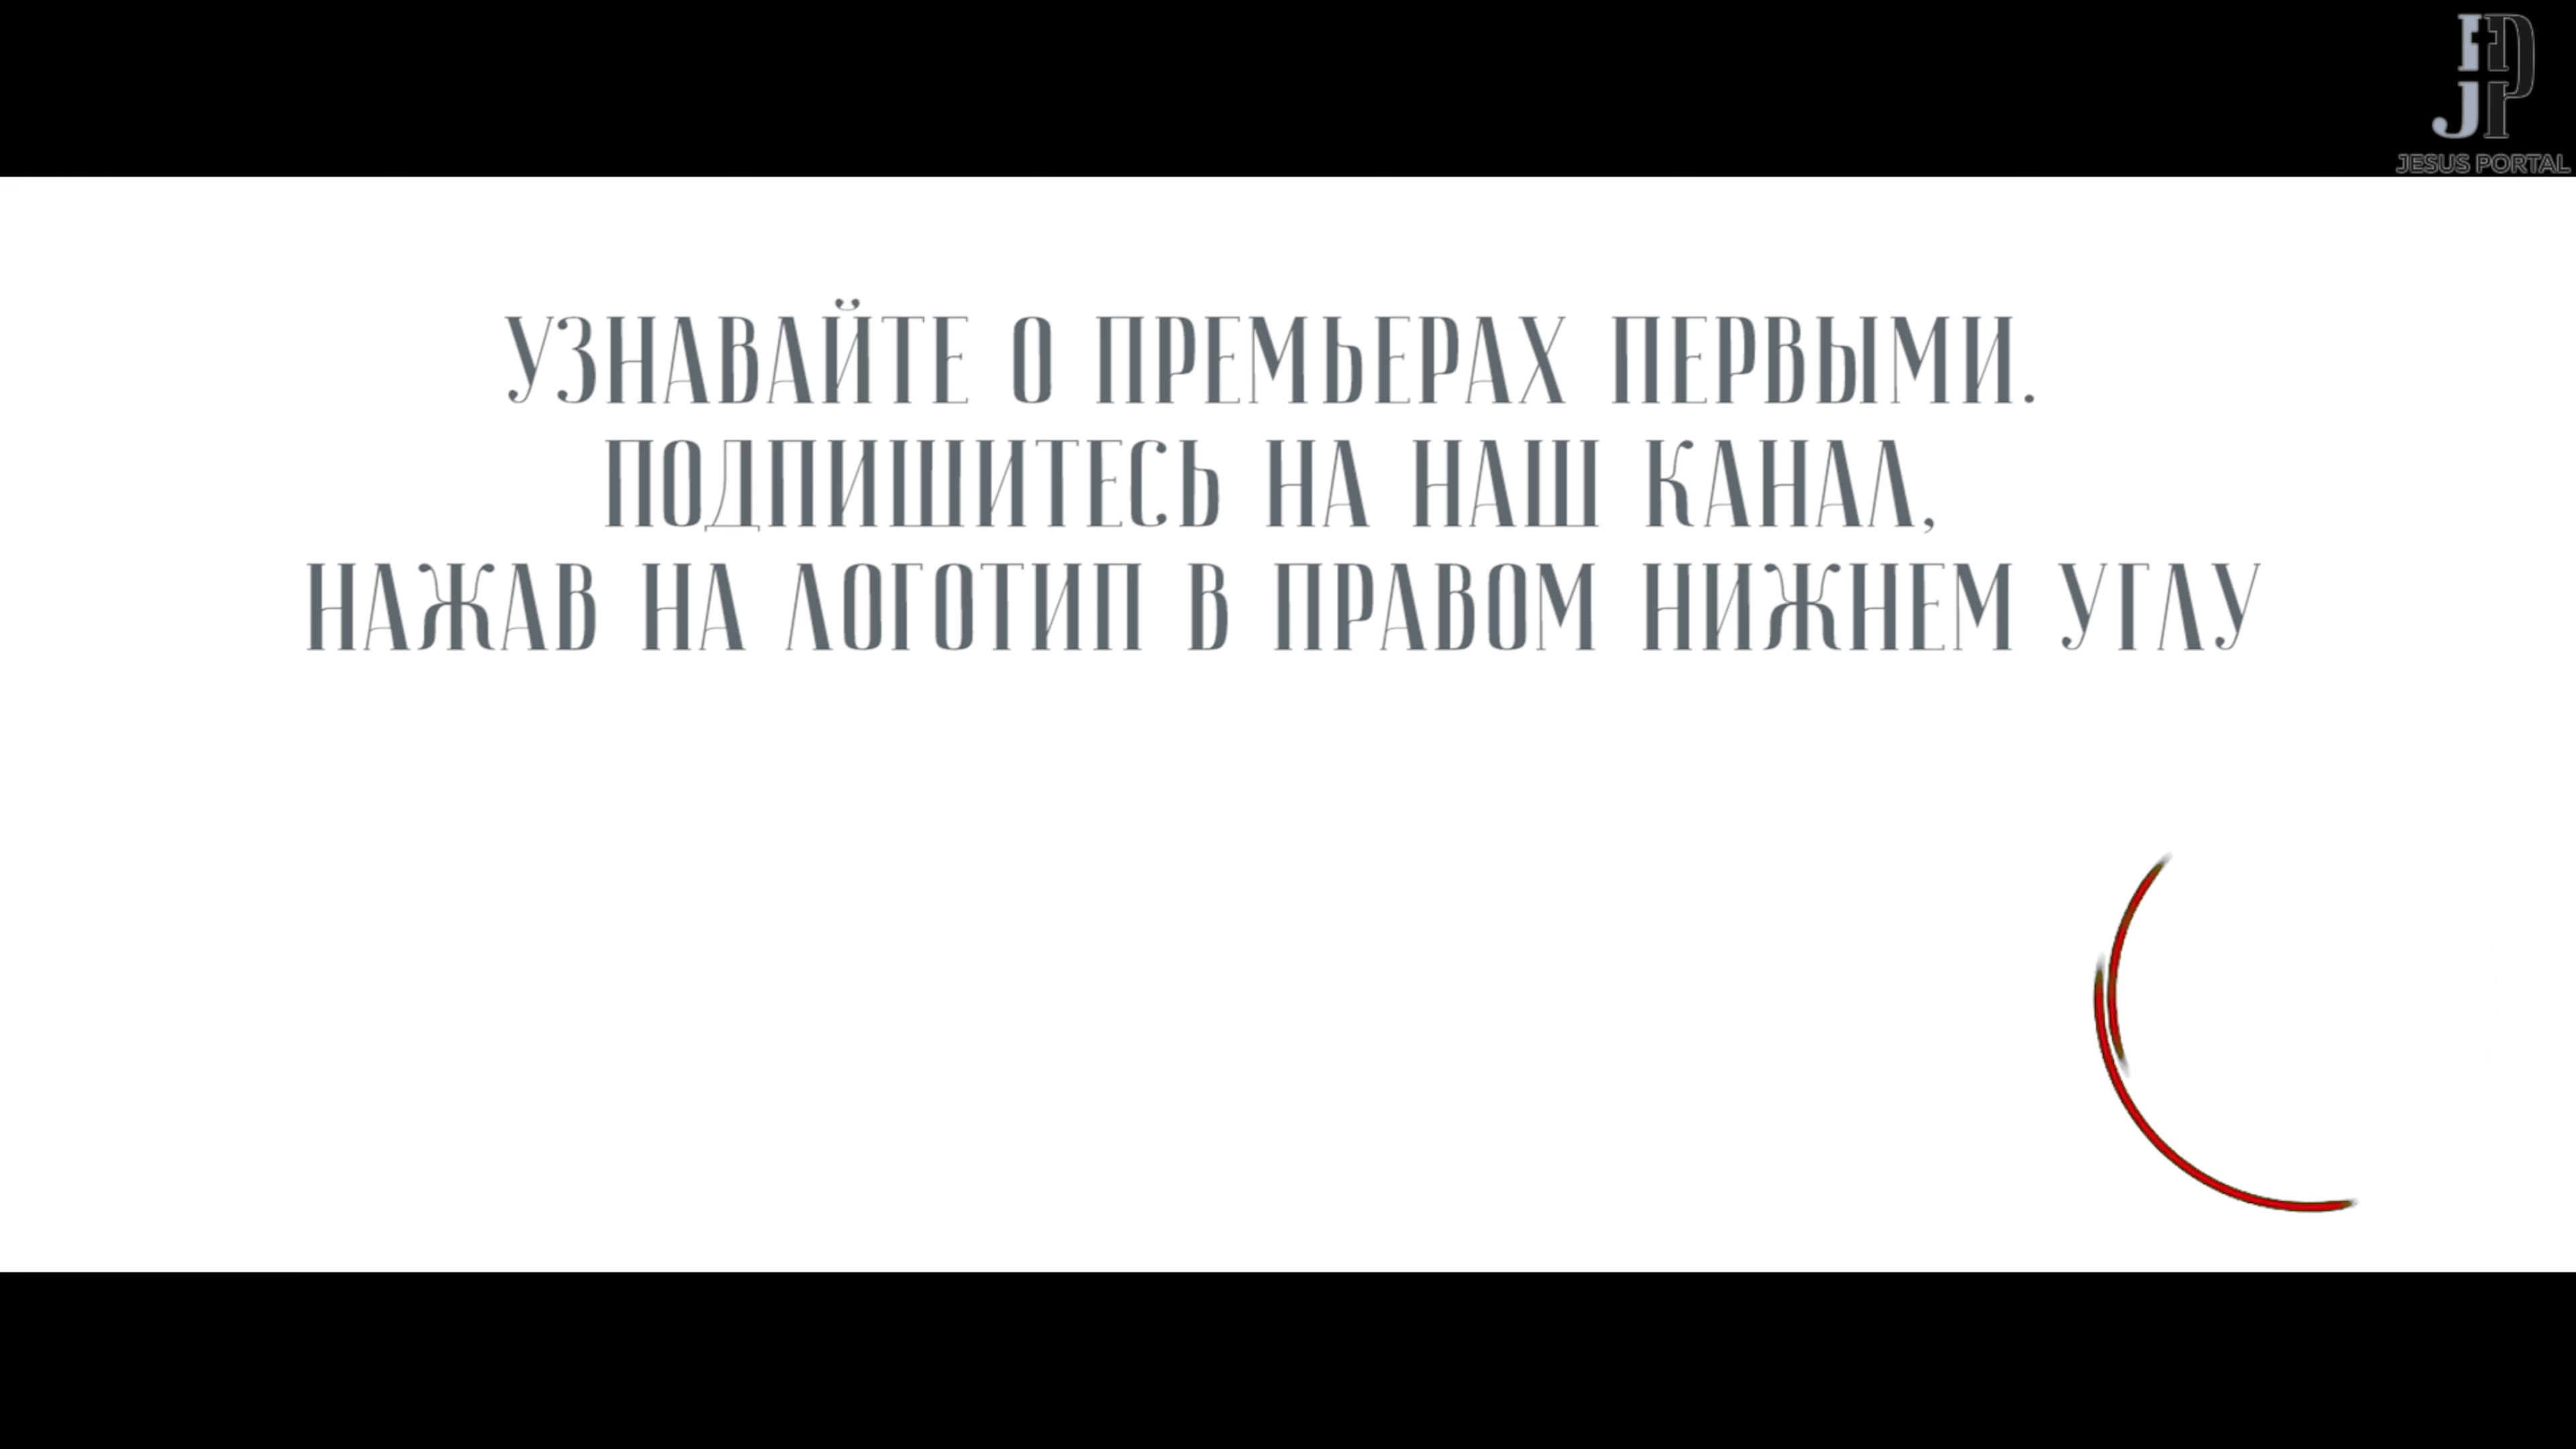 JESUS PORTAL
УЗНАВАЙТЕ О ПРЕМЬЕРАХ ПЕРВЫМИ.
ПОДПИШИТЕСЬ НА НАШ КАНАЛ,
НАЖАВ НА ЛОГОТИП В ПРАВОМ НИЖНЕМ УГЛУ